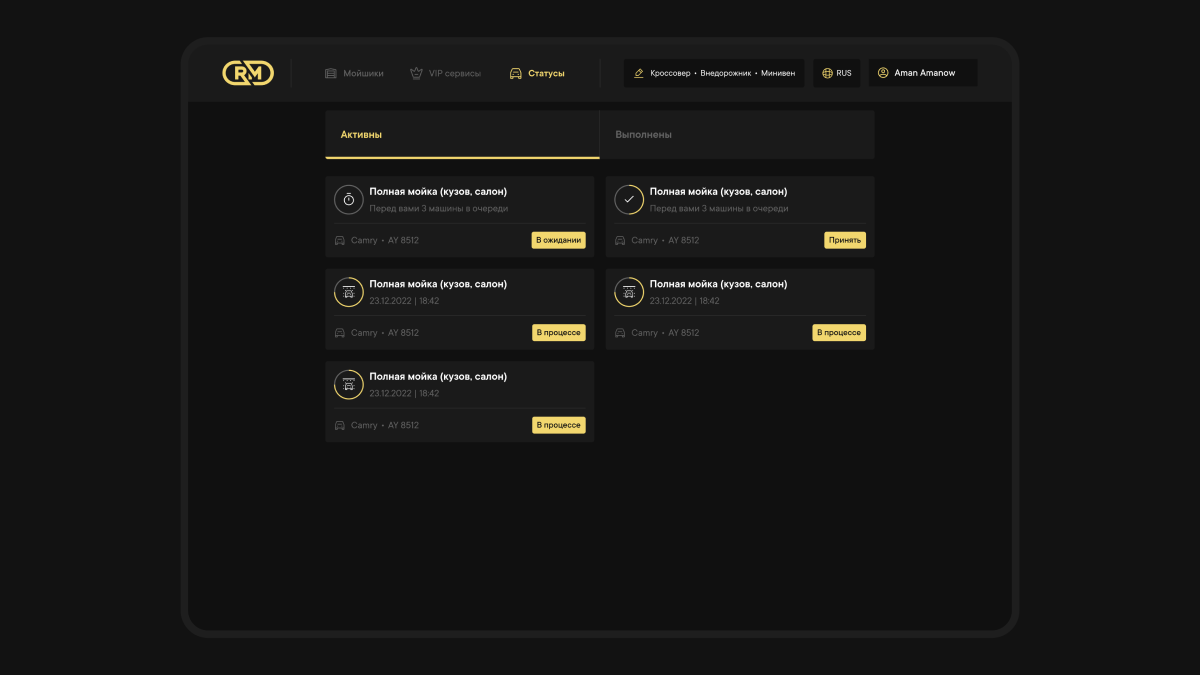 RM
Мойшики
VIP сервисы
Статусы
Кроссовер • Внедорожник • Минивен
RUS
Aman Amanow
Активны
Выполнены
Полная мойка (кузов, салон)
Перед вами 3 машины в очереди
Camry • AY 8512
В ожидании
Полная мойка (кузов, салон)
Перед вами 3 машины в очереди
Camry • AY 8512
Принять
Полная мойка (кузов, салон)
23.12.2022 | 18:42
Camry • AY 8512
В процессе
Полная мойка (кузов, салон)
23.12.2022 | 18:42
Camry • AY 8512
В процессе
Полная мойка (кузов, салон)
23.12.2022 | 18:42
Camry • AY 8512
В процессе